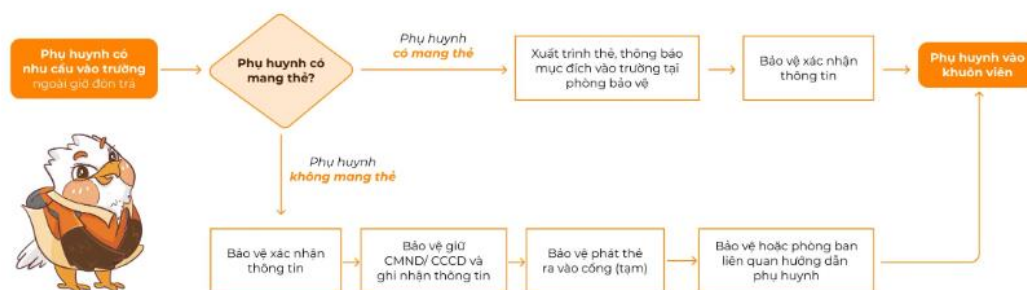 Phụ huynh có
nhu cầu vào trường
ngoài giờ đón trả
Phụ huynh có
mang thẻ?
Phụ huynh
có mang thẻ
Xuất trình thẻ, thông báo
mục đích vào trường tại
phòng bảo vệ
Bảo vệ xác nhận
thông tin
Phụ huynh vào
khuôn viên
Phụ huynh
không mang thẻ
Bảo vệ xác nhận
thông tin
Bảo vệ giữ
CMND/ CCCD và
ghi nhận thông tin
Bảo vệ phát thẻ
ra vào cổng (tạm)
Bảo vệ hoặc phòng ban
liên quan hướng dẫn
phụ huynh